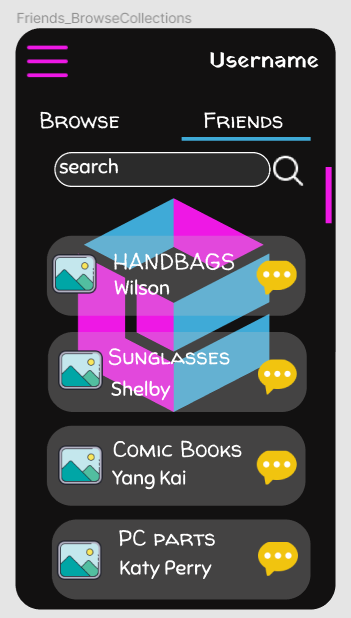 Friends_BrowseCollections
Username
Browse Friends
search
HANDBAGS
Wilson
Sunglasses
Shelby
Comic Books
Yang Kai
PC parts
Katy Perry